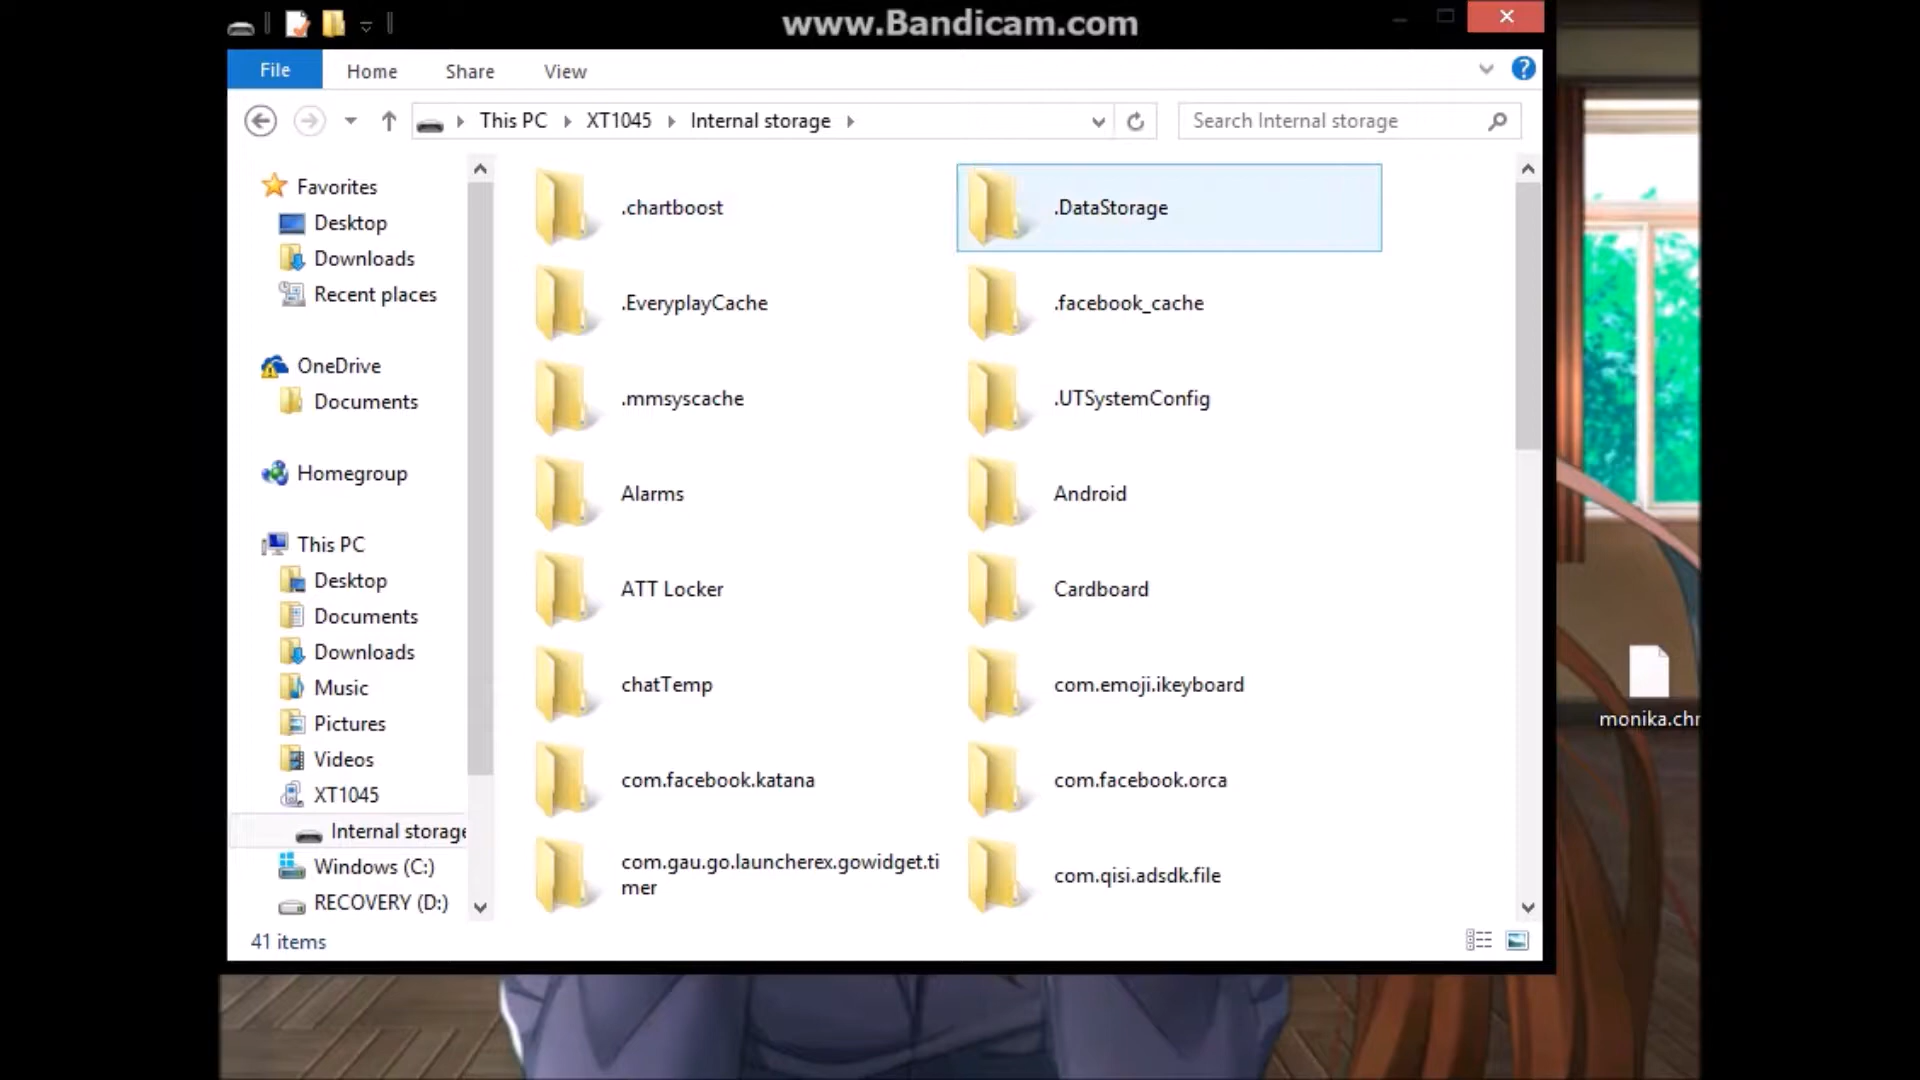 www.Bandicam.com
File Home Share View
This PC XT1045 Internal storage Search Internal storage
Favorites
Desktop
Downloads
Recent places
OneDrive
Documents
Homegroup
This PC
Desktop
Documents
Downloads
Music
Pictures
Videos
XT1045
Internal storage
Windows (C:)
RECOVERY (D:)
.chartboost .DataStorage
.EveryplayCache .facebook_cache
.mmsyscache .UTSystemConfig
Alarms Android
ATT Locker Cardboard
chatTemp com.emoji.ikeyboard
com.facebook.katana com.facebook.orca
com.gau.go.launcherex.gowidget.ti
mer
com.qisi.adsdk.file
monika.chr
41 items